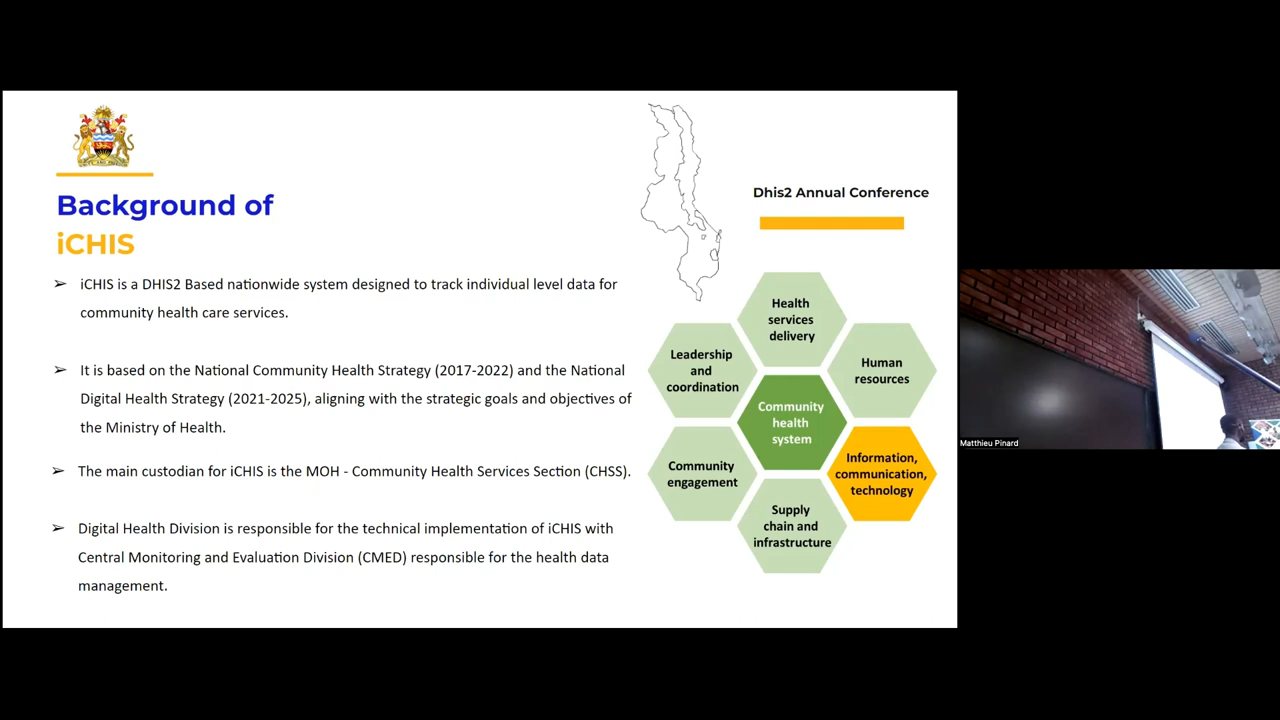 Background of
iCHIS
Dhis2 Annual Conference
➢ iCHIS is a DHIS2 Based nationwide system designed to track individual level data for
community health care services.
➢ It is based on the National Community Health Strategy (2017-2022) and the National
Digital Health Strategy (2021-2025), aligning with the strategic goals and objectives of
the Ministry of Health.
➢ The main custodian for iCHIS is the MOH - Community Health Services Section (CHSS).
➢ Digital Health Division is responsible for the technical implementation of iCHIS with
Central Monitoring and Evaluation Division (CMED) responsible for the health data
management.
Health
services
delivery
Leadership
and
coordination
Human
resources
Community
health
system
Community
engagement
Information,
communication,
technology
Supply
chain and
infrastructure
Matthieu Pinard